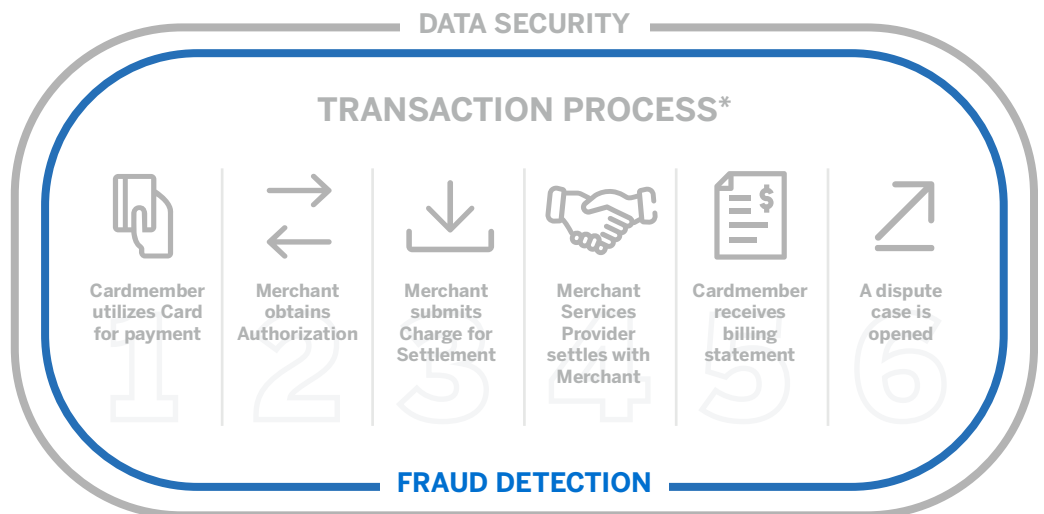 DATA SECURITY
TRANSACTION PROCESS*
$
Cardmember
utilizes Card
for payment
1
Merchant
obtains
Authorization
2
Merchant
submits
Charge for
Settlement
3
Merchant
Services
Provider
settles with
Merchant
4
Cardmember
receives
billing
statement
5
A dispute
case is
opened
6
FRAUD DETECTION